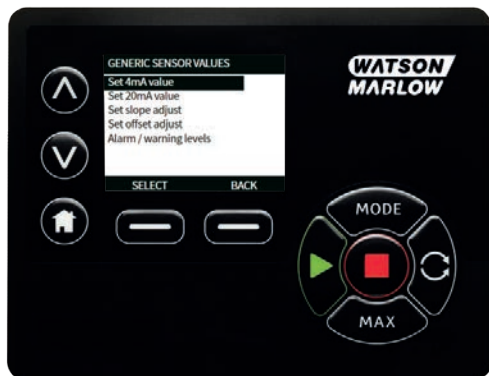 GENERIC SENSOR VALUES
Set 4mA value
Set 20mA value
Set slope adjust
Set offset adjust
Alarm / warning levels
SELECT BACK
WATSON
MARLOW
MODE
MAX